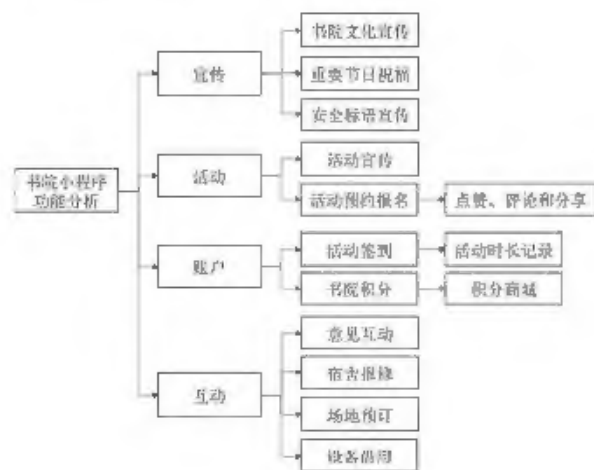 书院小程序
功能分析
宣传
书院文化宣传
重要节日祝福
安全标语宣传
活动
活动宣传
活动预约报名
点赞、评论和分享
账户
活动签到
活动时长记录
书院积分
积分商城
互动
意见互动
宿舍报修
场地预订
设备借用